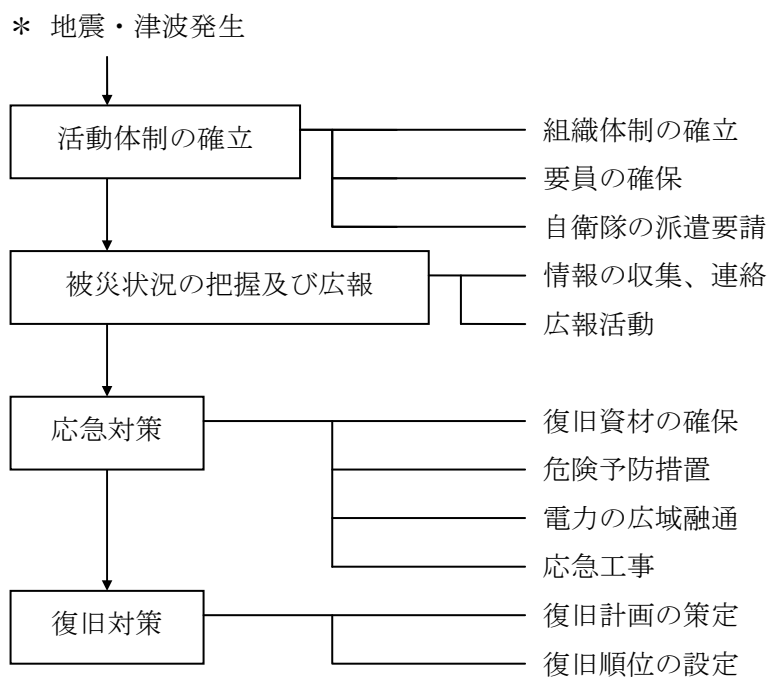 ＊ 地震・津波発生
活動体制の確立
組織体制の確立
要員の確保
自衛隊の派遣要請
被災状況の把握及び広報
情報の収集、連絡
広報活動
応急対策
復旧資材の確保
危険予防措置
電力の広域融通
応急工事
復旧対策
復旧計画の策定
復旧順位の設定